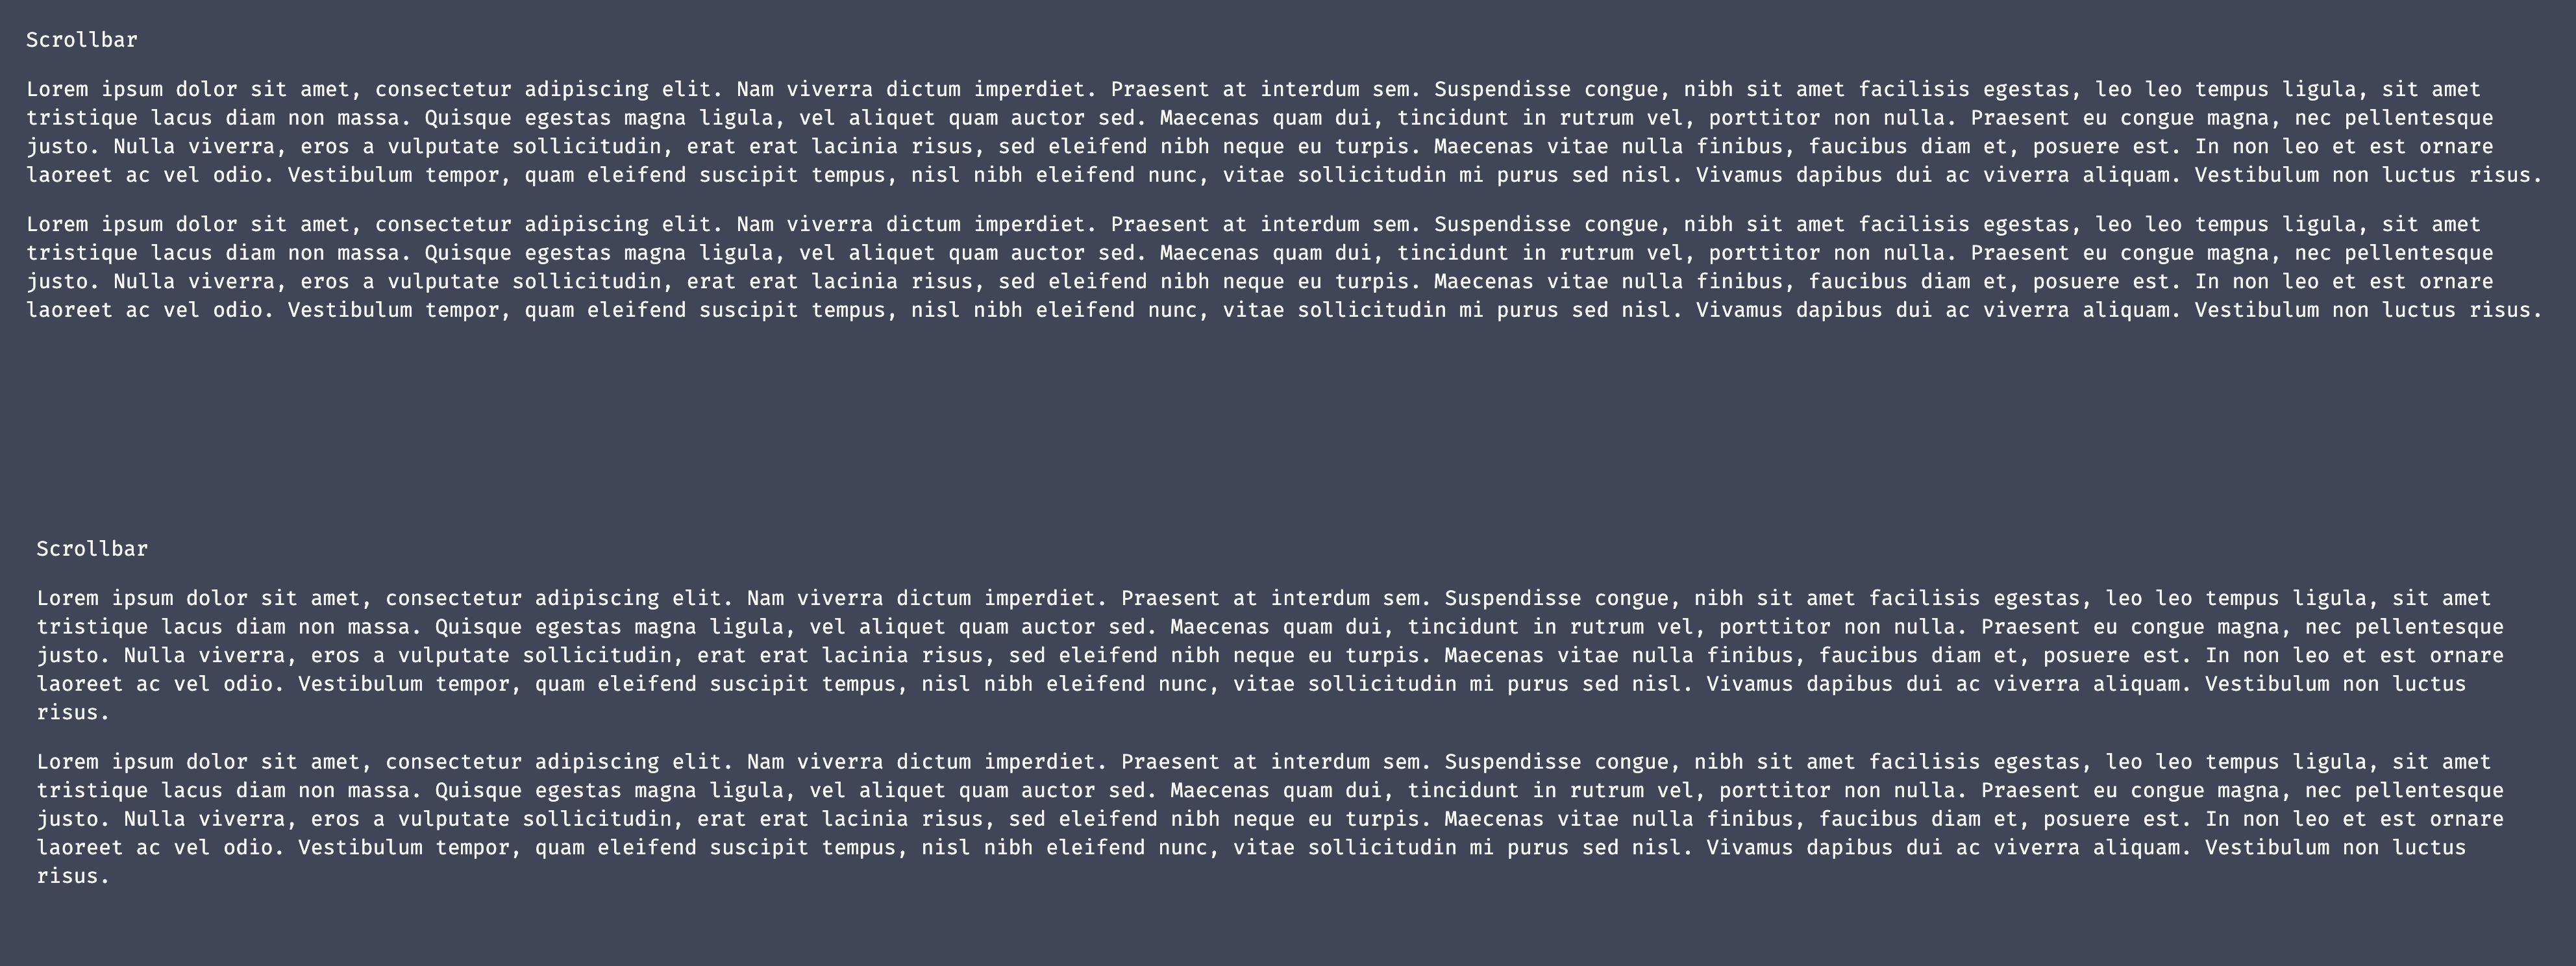 Scrollbar
Lorem ipsum dolor sit amet, consectetur adipiscing elit. Nam viverra dictum imperdiet. Praesent at interdum sem. Suspendisse congue, nibh sit amet facilisis egestas, leo leo tempus ligula, sit amet
tristique lacus diam non massa. Quisque egestas magna ligula, vel aliquet quam auctor sed. Maecenas quam dui, tincidunt in rutrum vel, porttitor non nulla. Praesent eu congue magna, nec pellentesque
justo. Nulla viverra, eros a vulputate sollicitudin, erat erat lacinia risus, sed eleifend nibh neque eu turpis. Maecenas vitae nulla finibus, faucibus diam et, posuere est. In non leo et est ornare
laoreet ac vel odio. Vestibulum tempor, quam eleifend suscipit tempus, nisl nibh eleifend nunc, vitae sollicitudin mi purus sed nisl. Vivamus dapibus dui ac viverra aliquam. Vestibulum non luctus risus.
Lorem ipsum dolor sit amet, consectetur adipiscing elit. Nam viverra dictum imperdiet. Praesent at interdum sem. Suspendisse congue, nibh sit amet facilisis egestas, leo leo tempus ligula, sit amet
tristique lacus diam non massa. Quisque egestas magna ligula, vel aliquet quam auctor sed. Maecenas quam dui, tincidunt in rutrum vel, porttitor non nulla. Praesent eu congue magna, nec pellentesque
justo. Nulla viverra, eros a vulputate sollicitudin, erat erat lacinia risus, sed eleifend nibh neque eu turpis. Maecenas vitae nulla finibus, faucibus diam et, posuere est. In non leo et est ornare
laoreet ac vel odio. Vestibulum tempor, quam eleifend suscipit tempus, nisl nibh eleifend nunc, vitae sollicitudin mi purus sed nisl. Vivamus dapibus dui ac viverra aliquam. Vestibulum non luctus risus.
Scrollbar
Lorem ipsum dolor sit amet, consectetur adipiscing elit. Nam viverra dictum imperdiet. Praesent at interdum sem. Suspendisse congue, nibh sit amet facilisis egestas, leo leo tempus ligula, sit amet
tristique lacus diam non massa. Quisque egestas magna ligula, vel aliquet quam auctor sed. Maecenas quam dui, tincidunt in rutrum vel, porttitor non nulla. Praesent eu congue magna, nec pellentesque
justo. Nulla viverra, eros a vulputate sollicitudin, erat erat lacinia risus, sed eleifend nibh neque eu turpis. Maecenas vitae nulla finibus, faucibus diam et, posuere est. In non leo et est ornare
laoreet ac vel odio. Vestibulum tempor, quam eleifend suscipit tempus, nisl nibh eleifend nunc, vitae sollicitudin mi purus sed nisl. Vivamus dapibus dui ac viverra aliquam. Vestibulum non luctus
risus.
Lorem ipsum dolor sit amet, consectetur adipiscing elit. Nam viverra dictum imperdiet. Praesent at interdum sem. Suspendisse congue, nibh sit amet facilisis egestas, leo leo tempus ligula, sit amet
tristique lacus diam non massa. Quisque egestas magna ligula, vel aliquet quam auctor sed. Maecenas quam dui, tincidunt in rutrum vel, porttitor non nulla. Praesent eu congue magna, nec pellentesque
justo. Nulla viverra, eros a vulputate sollicitudin, erat erat lacinia risus, sed eleifend nibh neque eu turpis. Maecenas vitae nulla finibus, faucibus diam et, posuere est. In non leo et est ornare
laoreet ac vel odio. Vestibulum tempor, quam eleifend suscipit tempus, nisl nibh eleifend nunc, vitae sollicitudin mi purus sed nisl. Vivamus dapibus dui ac viverra aliquam. Vestibulum non luctus
risus.